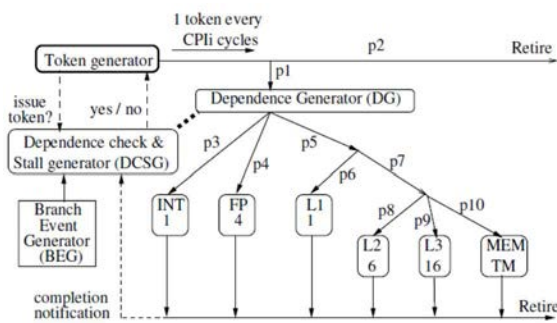 1 token every
CPIi cycles
p2
Retire
Token generator
p1
issue
token?
yes / no
Dependence Generator (DG)
Dependence check &
Stall generator (DCSG)
p3
p4
p5
p6
p7
p8
p9
p10
INT
1
FP
4
L1
1
Branch
Event
Generator
(BEG)
L2
6
L3
16
MEM
TM
completion
notification
Retire